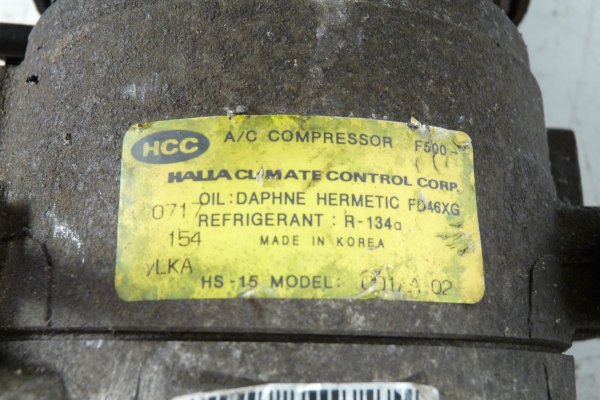 HCC A/C COMPRESSOR F500-
HALLA CLIMATE CONTROL CORP.
OIL:DAPHNE HERMETIC FD46XG
071 REFRIGERANT : R-134a
154 MADE IN KOREA
yLKA
HS-15 MODEL: 02